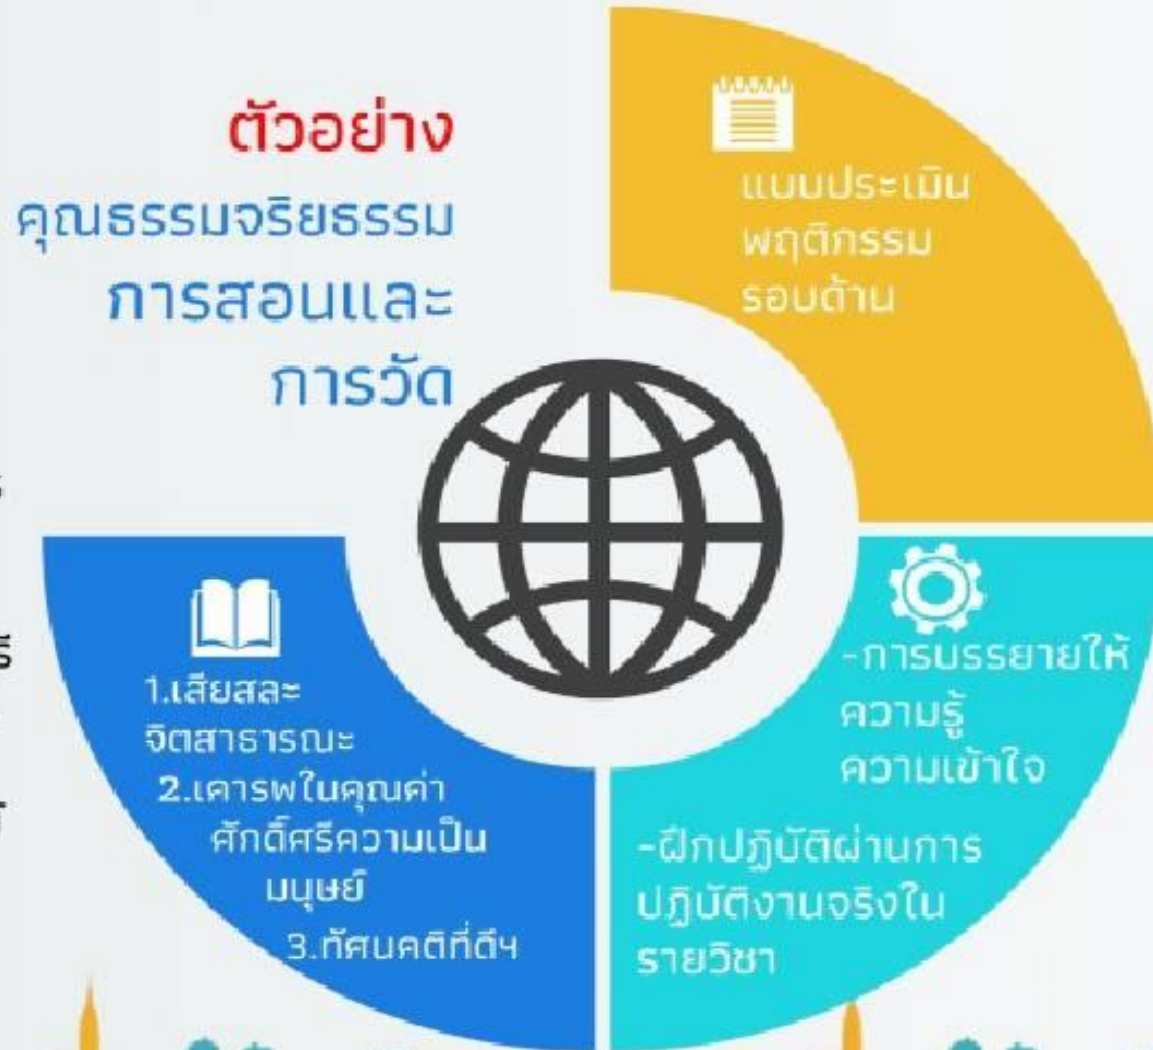 ตัวอย่าง
คุณธรรมจริยธรรม
การสอนและ
การวัด
แบบประเมิน
พฤติกรรม
รอบด้าน
-การบรรยายให้
ความรู้
ความเข้าใจ
-ฝึกปฏิบัติผ่านการ
ปฏิบัติงานจริงใน
รายวิชา
1.เสียสละ
จิตสาธารณะ
2.เคารพในคุณค่า
ศักดิ์ศรีความเป็น
มนุษย์
3.ทัศนคติที่ดีฯ